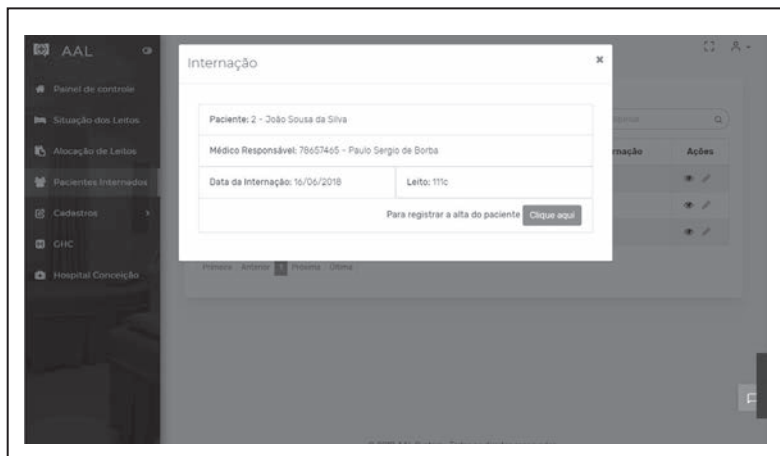 AAL
Internação
×
Painel de controle
Situação dos Leitos
Paciente: 2 - João Sousa da Silva
Alocação de Leitos
Médico Responsável: 78657465 - Paulo Sergio de Borba
rnação
Ações
Pacientes Internados
Data da Internação: 16/06/2018
Leito: 111c
Cadastros
Para registrar a alta do paciente Clique aqui
GHC
Hospital Conceição
Primeira Anterior 1 Próxima Última